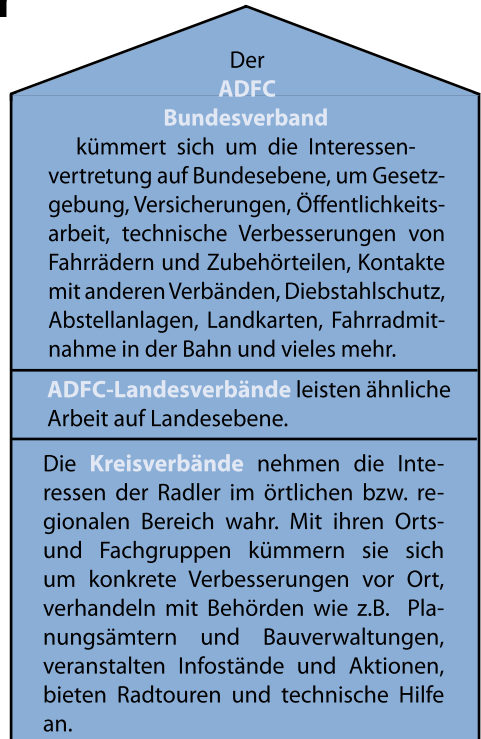 Der
ADFC
Bundesverband
kümmert sich um die Interessen-
vertretung auf Bundesebene, um Gesetz-
gebung, Versicherungen, Öffentlichkeits-
arbeit, technische Verbesserungen von
Fahrrädern und Zubehörteilen, Kontakte
mit anderen Verbänden, Diebstahlschutz,
Abstellanlagen, Landkarten, Fahrradmit-
nahme in der Bahn und vieles mehr.
ADFC-Landesverbände leisten ähnliche
Arbeit auf Landesebene.
Die Kreisverbände nehmen die Inte-
ressen der Radler im örtlichen bzw. re-
gionalen Bereich wahr. Mit ihren Orts-
und Fachgruppen kümmern sie sich
um konkrete Verbesserungen vor Ort,
verhandeln mit Behörden wie z.B. Pla-
nungsämtern und Bauverwaltungen,
veranstalten Infostände und Aktionen,
bieten Radtouren und technische Hilfe
an.